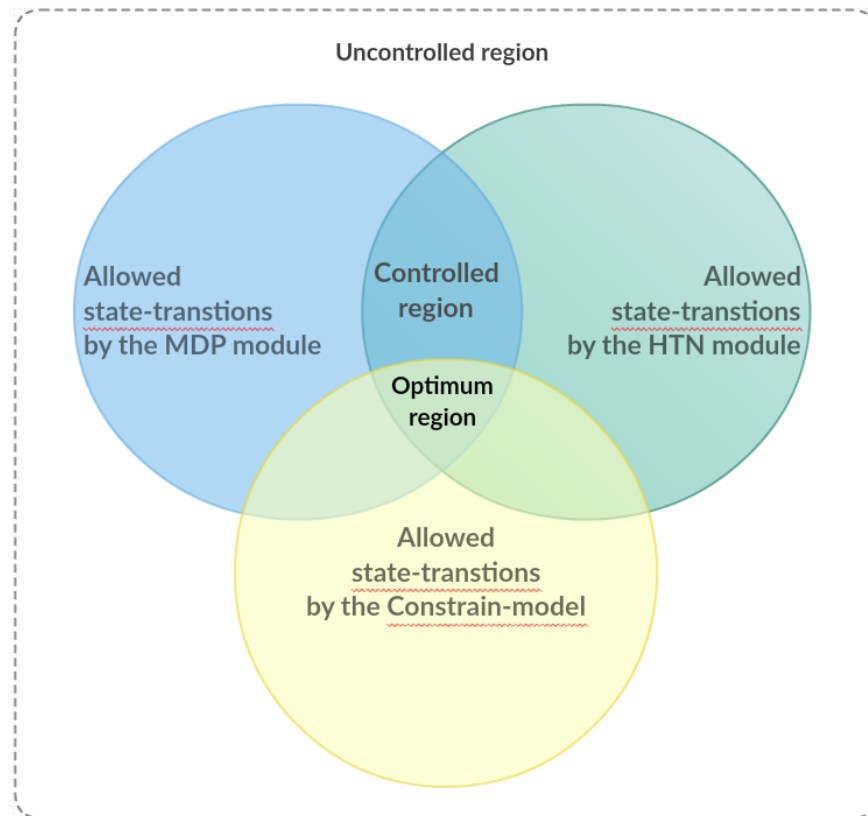 Uncontrolled region
Allowed
state-transtions
by the MDP module
Controlled
region
Allowed
state-transtions
by the HTN module
Optimum
region
Allowed
state-transtions
by the Constrain-model